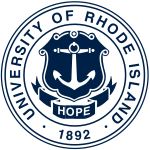 UNIVERSITY OF RHODE ISLAND
HOPE
· 1892 ·